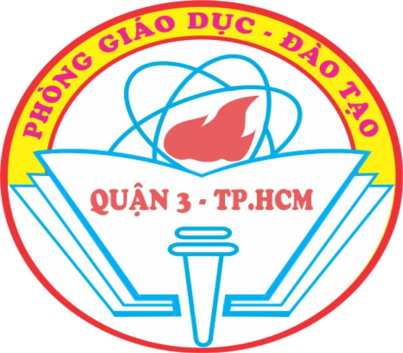 PHÒNG GIÁO DỤC - ĐÀO TẠO
QUẬN 3 - TP.HCM